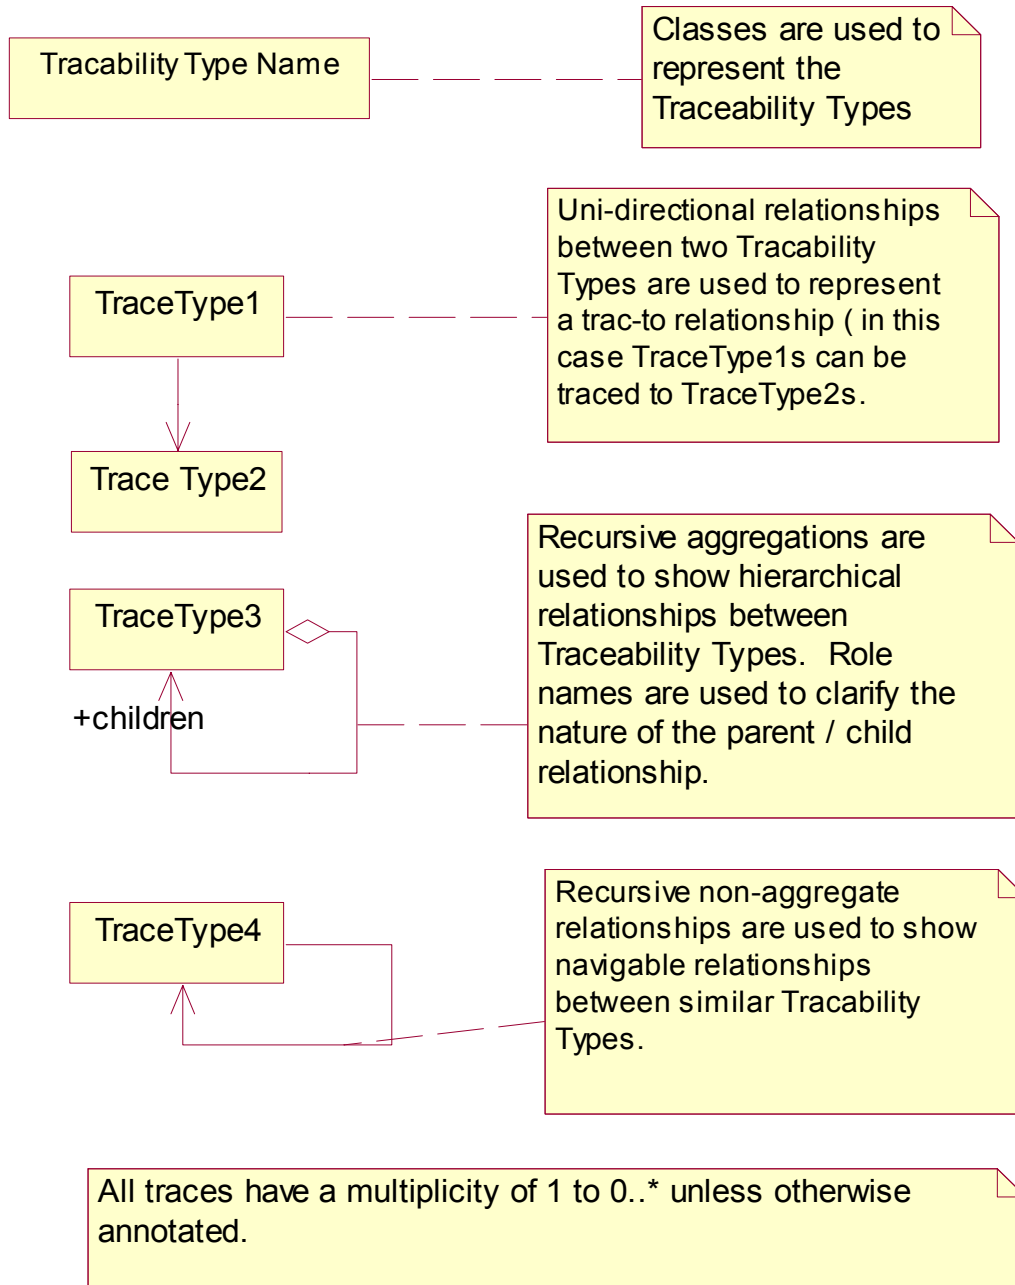 Tracability Type Name
Classes are used to
represent the
Traceability Types
Uni-directional relationships
between two Tracability
Types are used to represent
a trac-to relationship ( in this
case TraceType1s can be
traced to TraceType2s.
TraceType1
Trace Type2
Recursive aggregations are
used to show hierarchical
relationships between
Traceability Types.  Role
names are used to clarify the
nature of the parent / child
relationship.
TraceType3
+children
Recursive non-aggregate
relationships are used to show
navigable relationships
between similar Tracability
Types.
TraceType4
All traces have a multiplicity of 1 to 0..* unless otherwise
annotated.